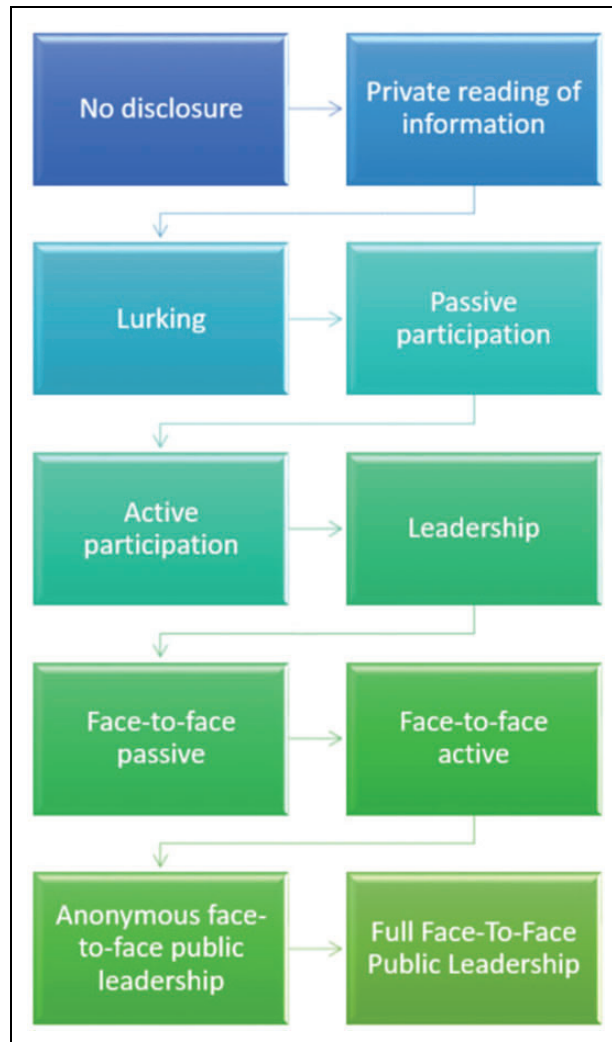 No disclosure
Private reading of
information
Lurking
Passive
participation
Active
participation
Leadership
Face-to-face
passive
Face-to-face
active
Anonymous face-
to-face public
leadership
Full Face-To-Face
Public Leadership